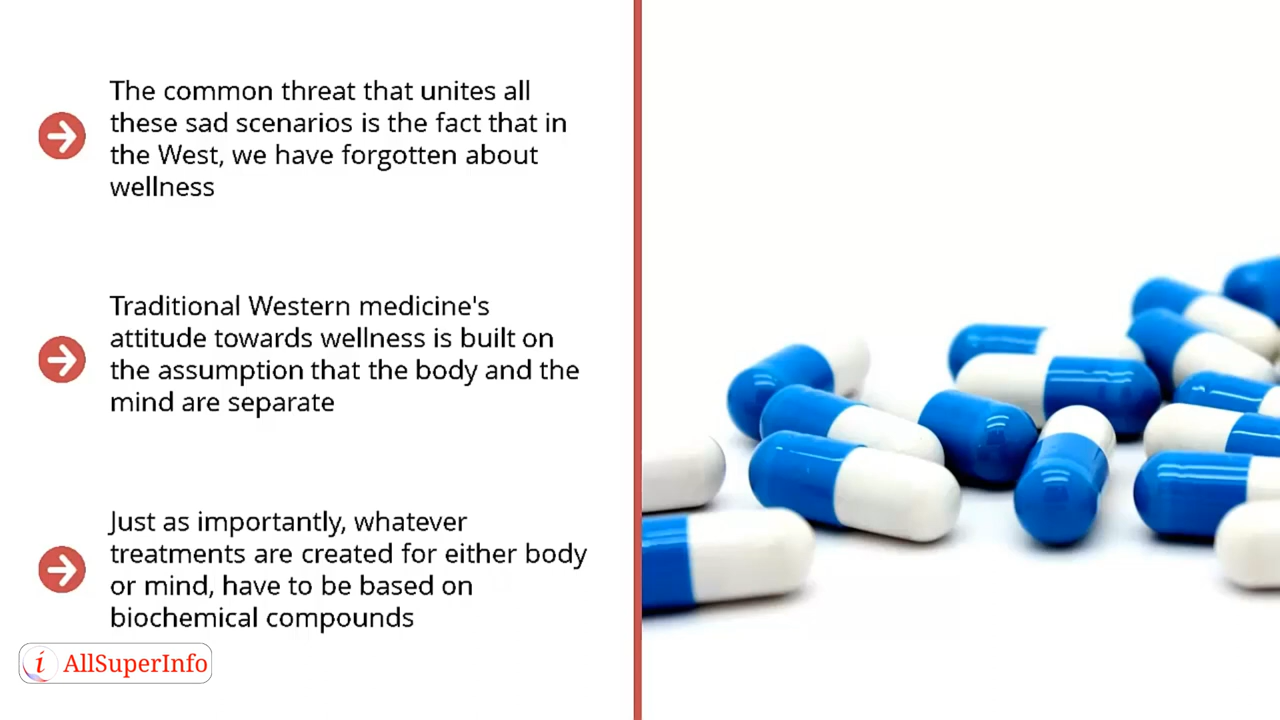 The common threat that unites all
these sad scenarios is the fact that in
the West, we have forgotten about
wellness
Traditional Western medicine's
attitude towards wellness is built on
the assumption that the body and the
mind are separate
Just as importantly, whatever
treatments are created for either body
or mind, have to be based on
biochemical compounds
i AllSuperInfo